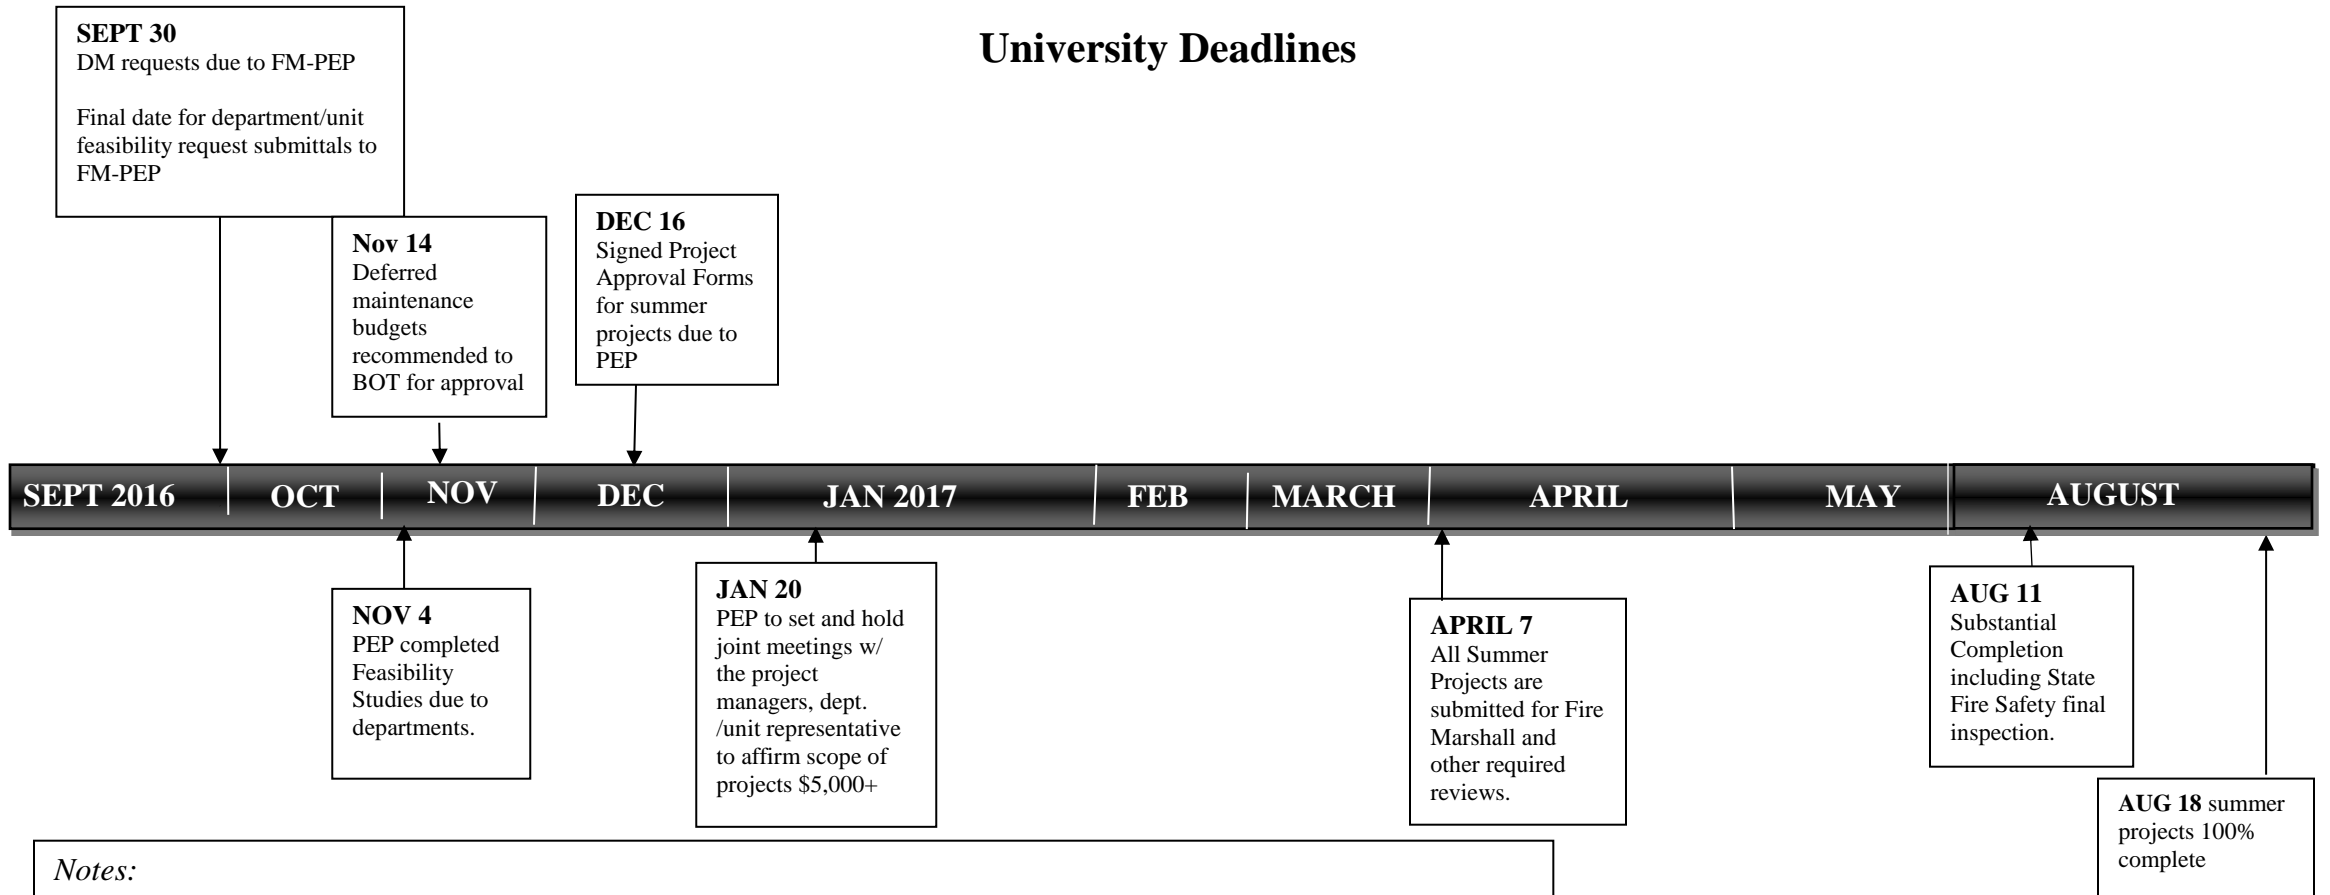 University Deadlines
SEPT 30
DM requests due to FM-PEP
Final date for department/unit
feasibility request submittals to
FM-PEP
Nov 14
Deferred
maintenance
budgets
recommended to
BOT for approval
DEC 16
Signed Project
Approval Forms
for summer
projects due to
PEP
SEPT 2016
OCT
NOV
DEC
JAN 2017
FEB
MARCH
APRIL
MAY
AUGUST
NOV 4
PEP completed
Feasibility
Studies due to
departments.
JAN 20
PEP to set and hold
joint meetings w/
the project
managers, dept.
/unit representative
to affirm scope of
projects $5,000+
APRIL 7
All Summer
Projects are
submitted for Fire
Marshall and
other required
reviews.
AUG 11
Substantial
Completion
including State
Fire Safety final
inspection.
AUG 18 summer
projects 100%
complete
Notes: